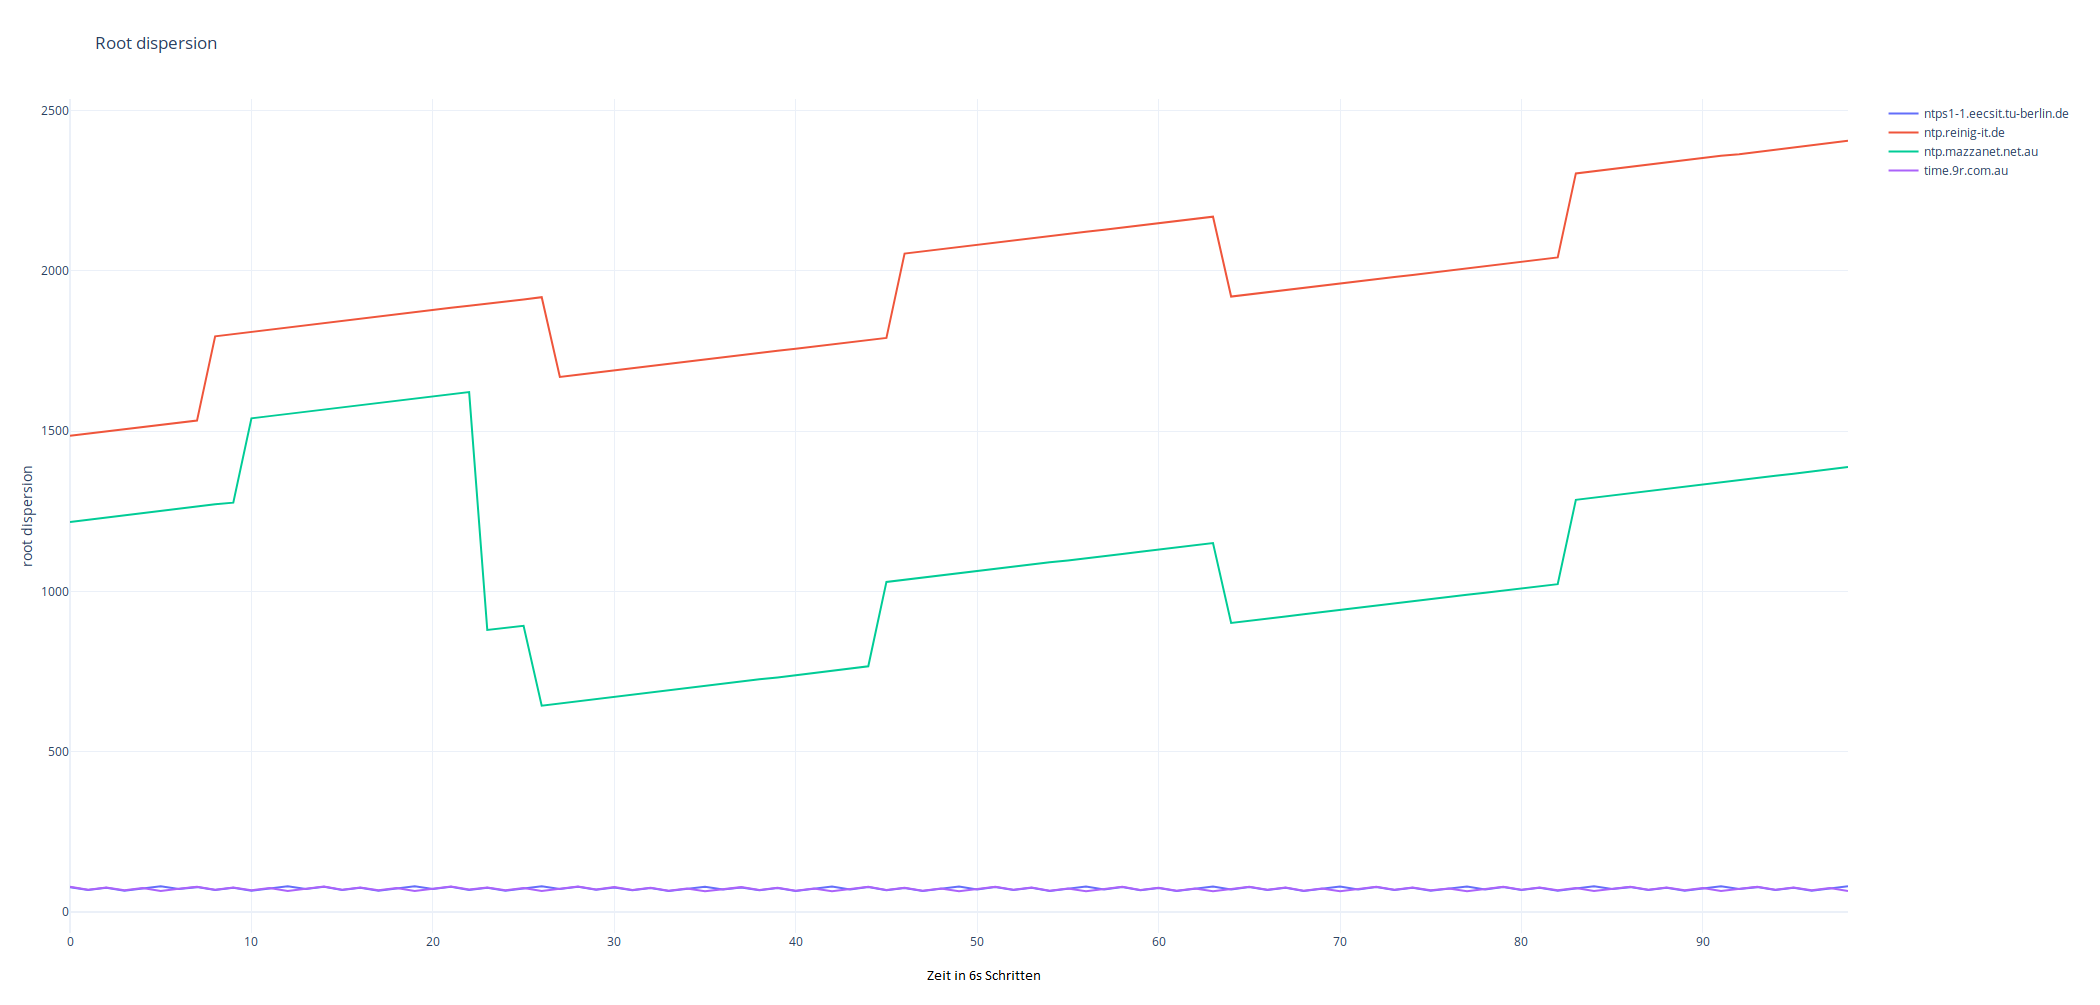 Root dispersion
2500
2000
1500
1000
500
0
root dispersion
0 10 20 30 40 50 60 70 80 90
Zeit in 6s Schritten
ntps1-1.eecsit.tu-berlin.de
ntp.reinig-it.de
ntp.mazzanet.net.au
time.9r.com.au